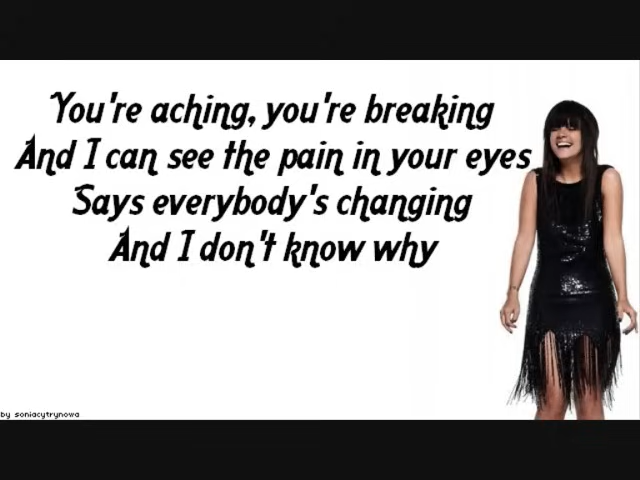 You're aching, you're breaking
And I can see the pain in your eyes
Says everybody's changing
And I don't know why
by soniacytrynowa